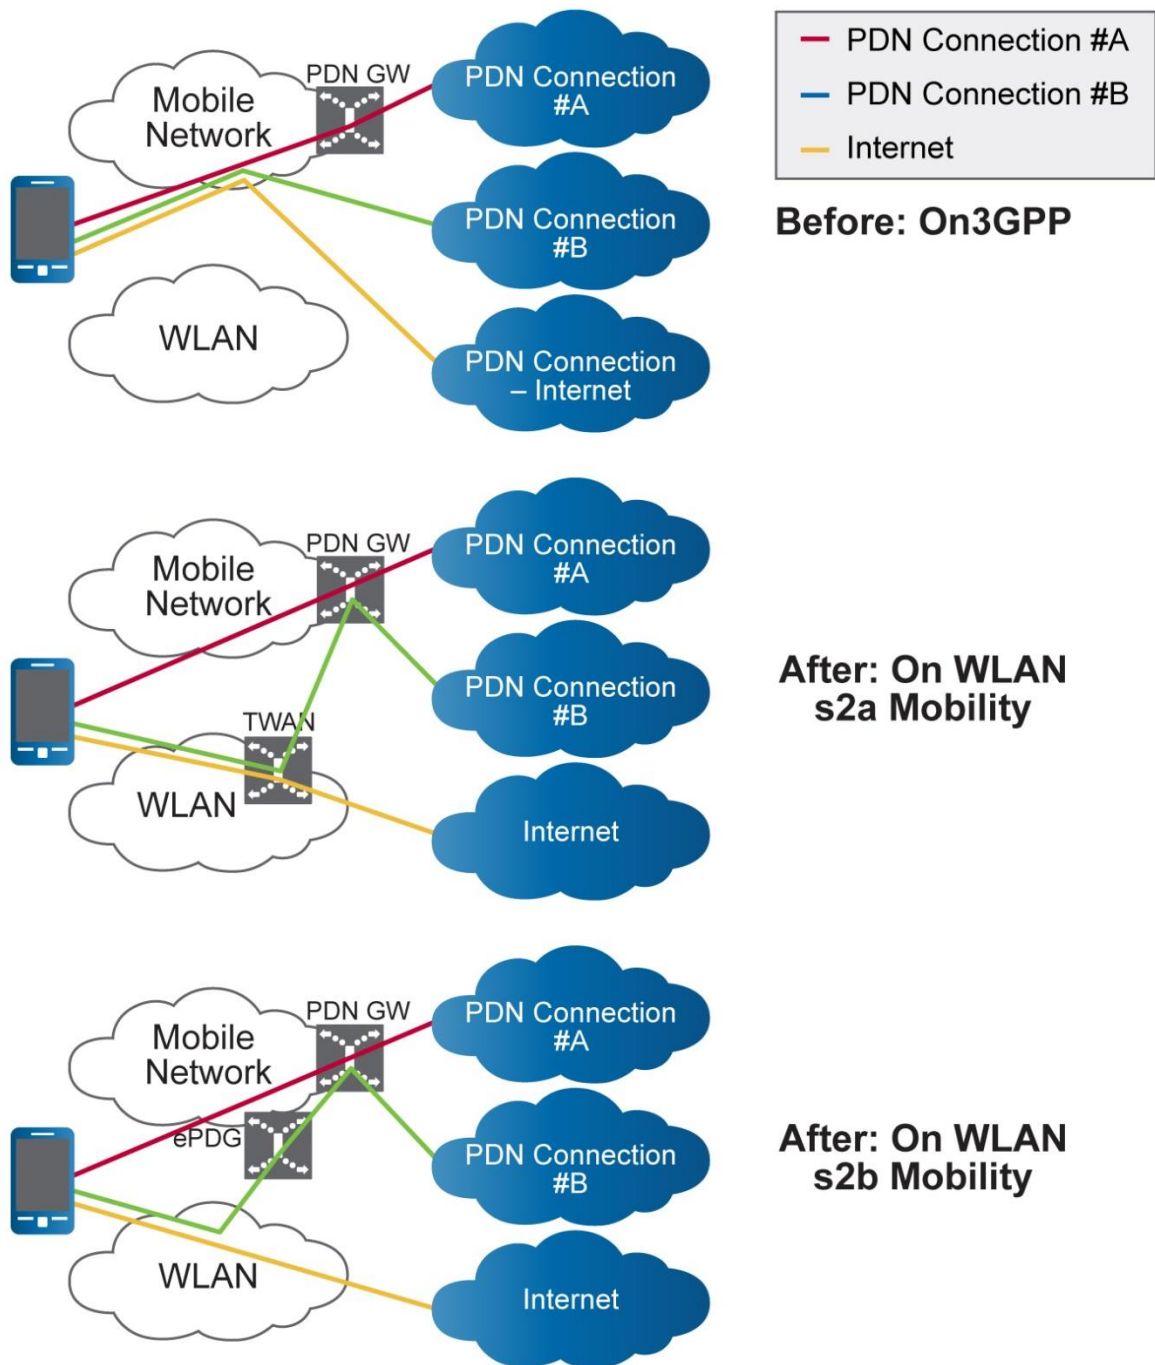 PDN Connection #A
PDN Connection #B
Internet
Before: On3GPP
PDN GW
Mobile
Network
WLAN
PDN Connection
#A
PDN Connection
#B
PDN Connection
– Internet
After: On WLAN
s2a Mobility
PDN GW
Mobile
Network
TWAN
WLAN
PDN Connection
#A
PDN Connection
#B
Internet
After: On WLAN
s2b Mobility
PDN GW
Mobile
Network
ePDG
WLAN
PDN Connection
#A
PDN Connection
#B
Internet